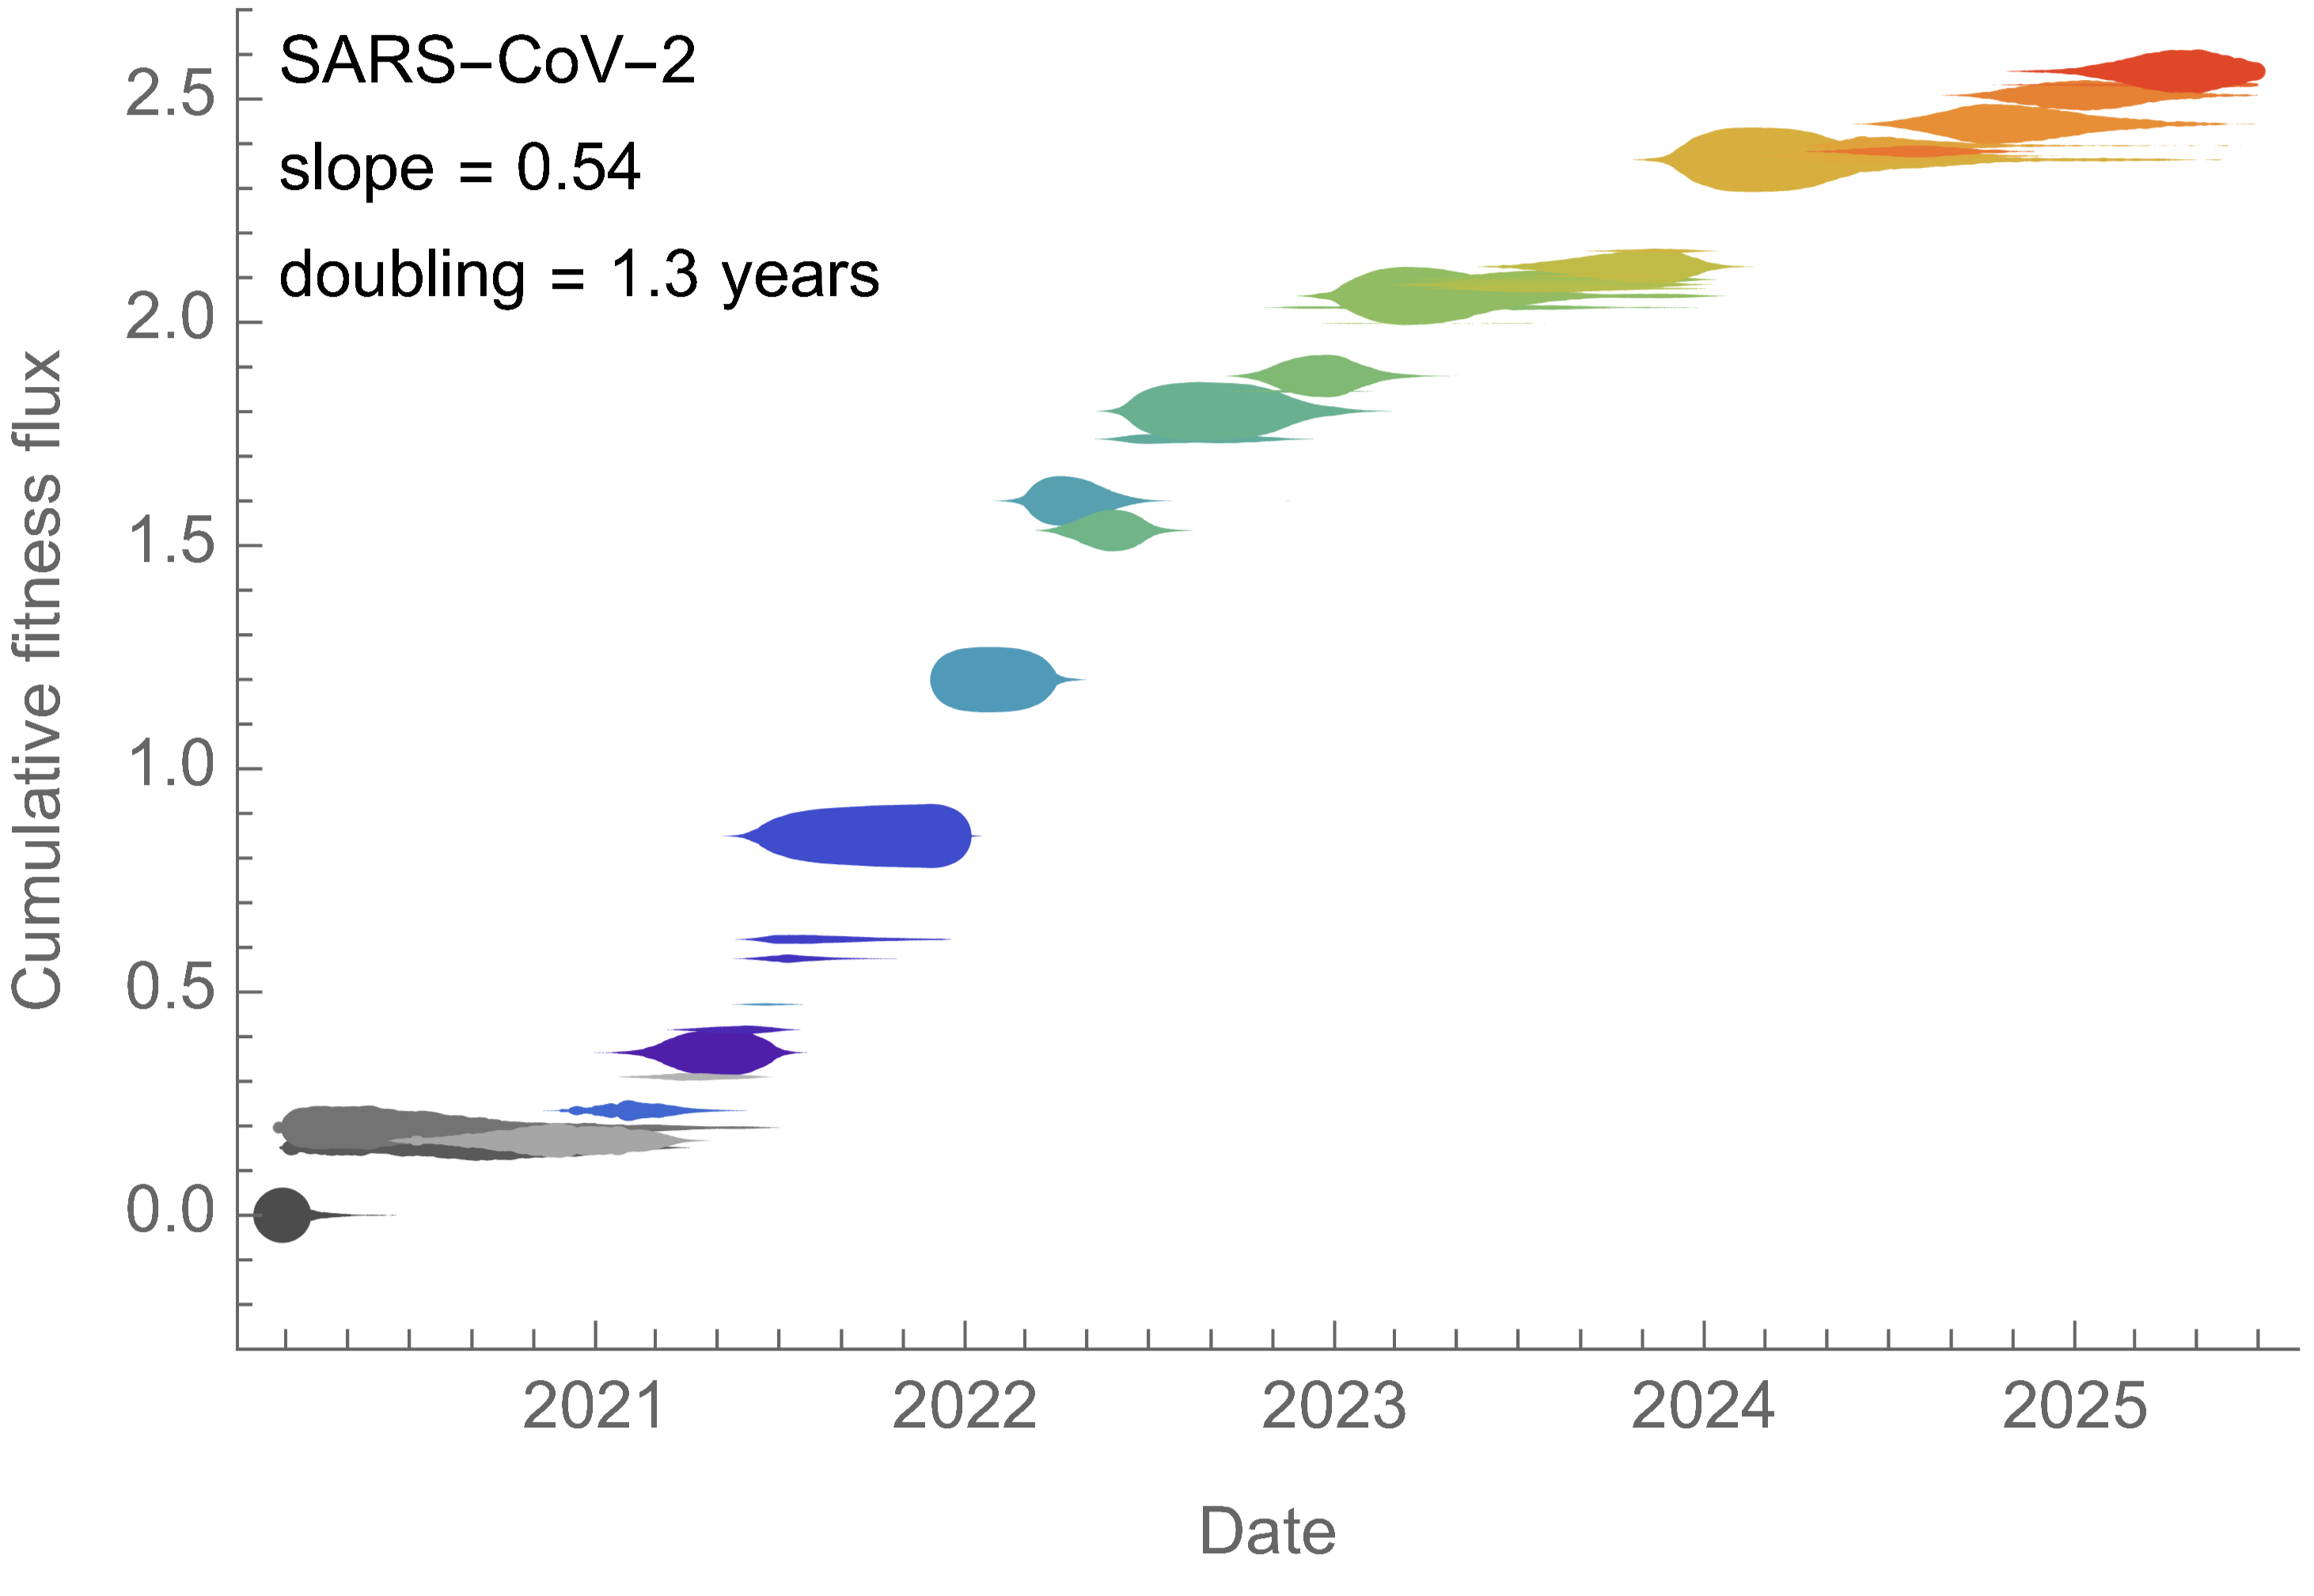 SARS−CoV−2
slope = 0.54
doubling = 1.3 years
Cumulative fitness flux
2.5
2.0
1.5
1.0
0.5
0.0
2021 2022 2023 2024 2025
Date